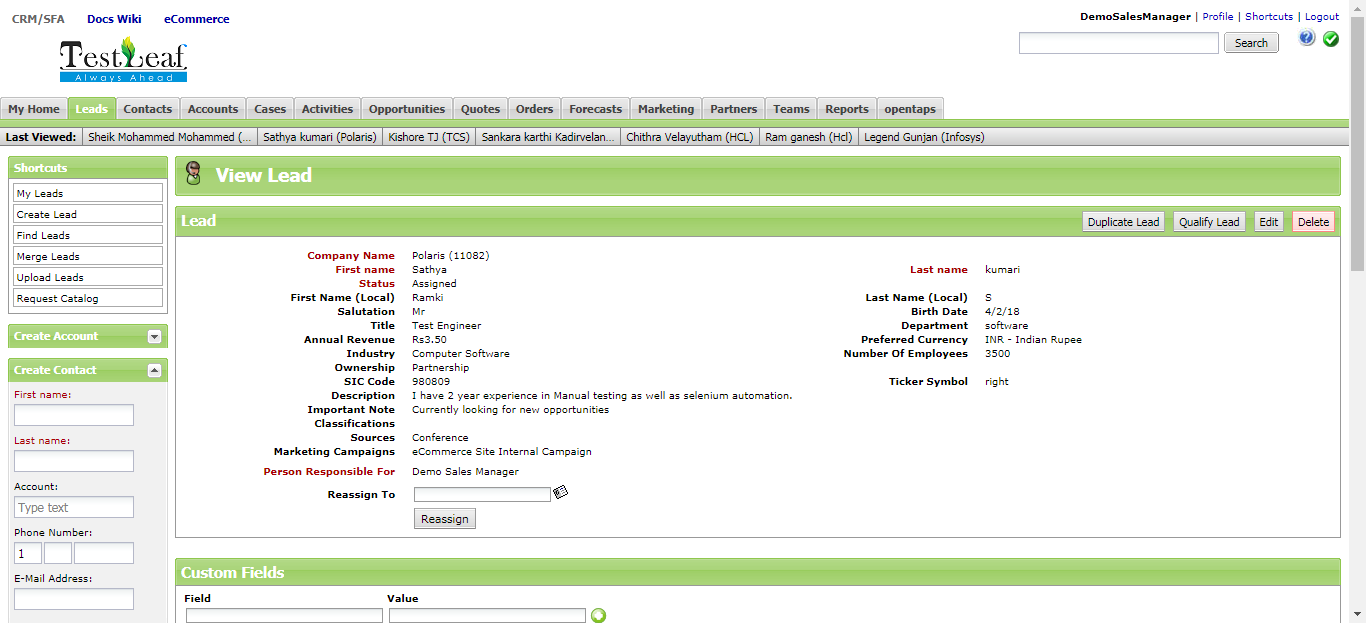 CRM/SFA Docs Wiki eCommerce
DemoSalesManager | Profile | Shortcuts | Logout
TestLeaf
Always Ahead
Search
My Home Leads Contacts Accounts Cases Activities Opportunities Quotes Orders Forecasts Marketing Partners Teams Reports opentaps
Last Viewed: Sheik Mohammed Mohammed (... Sathya kumari (Polaris) Kishore TJ (TCS) Sankara karthi Kadirvelan... Chithra Velayutham (HCL) Ram ganesh (Hcl) Legend Gunjan (Infosys)
Shortcuts
My Leads
Create Lead
Find Leads
Merge Leads
Upload Leads
Request Catalog
Create Account
Create Contact
First name:
Last name:
Account:
Type text
Phone Number:
1
E-Mail Address:
View Lead
Lead
Duplicate Lead Qualify Lead Edit Delete
Company Name Polaris (11082)
First name Sathya Last name kumari
Status Assigned
First Name (Local) Ramki Last Name (Local) S
Salutation Mr Birth Date 4/2/18
Title Test Engineer Department software
Annual Revenue Rs3.50 Preferred Currency INR - Indian Rupee
Industry Computer Software Number Of Employees 3500
Ownership Partnership
SIC Code 980809 Ticker Symbol right
Description I have 2 year experience in Manual testing as well as selenium automation.
Important Note Currently looking for new opportunities
Classifications
Sources Conference
Marketing Campaigns eCommerce Site Internal Campaign
Person Responsible For Demo Sales Manager
Reassign To
Reassign
Custom Fields
Field Value